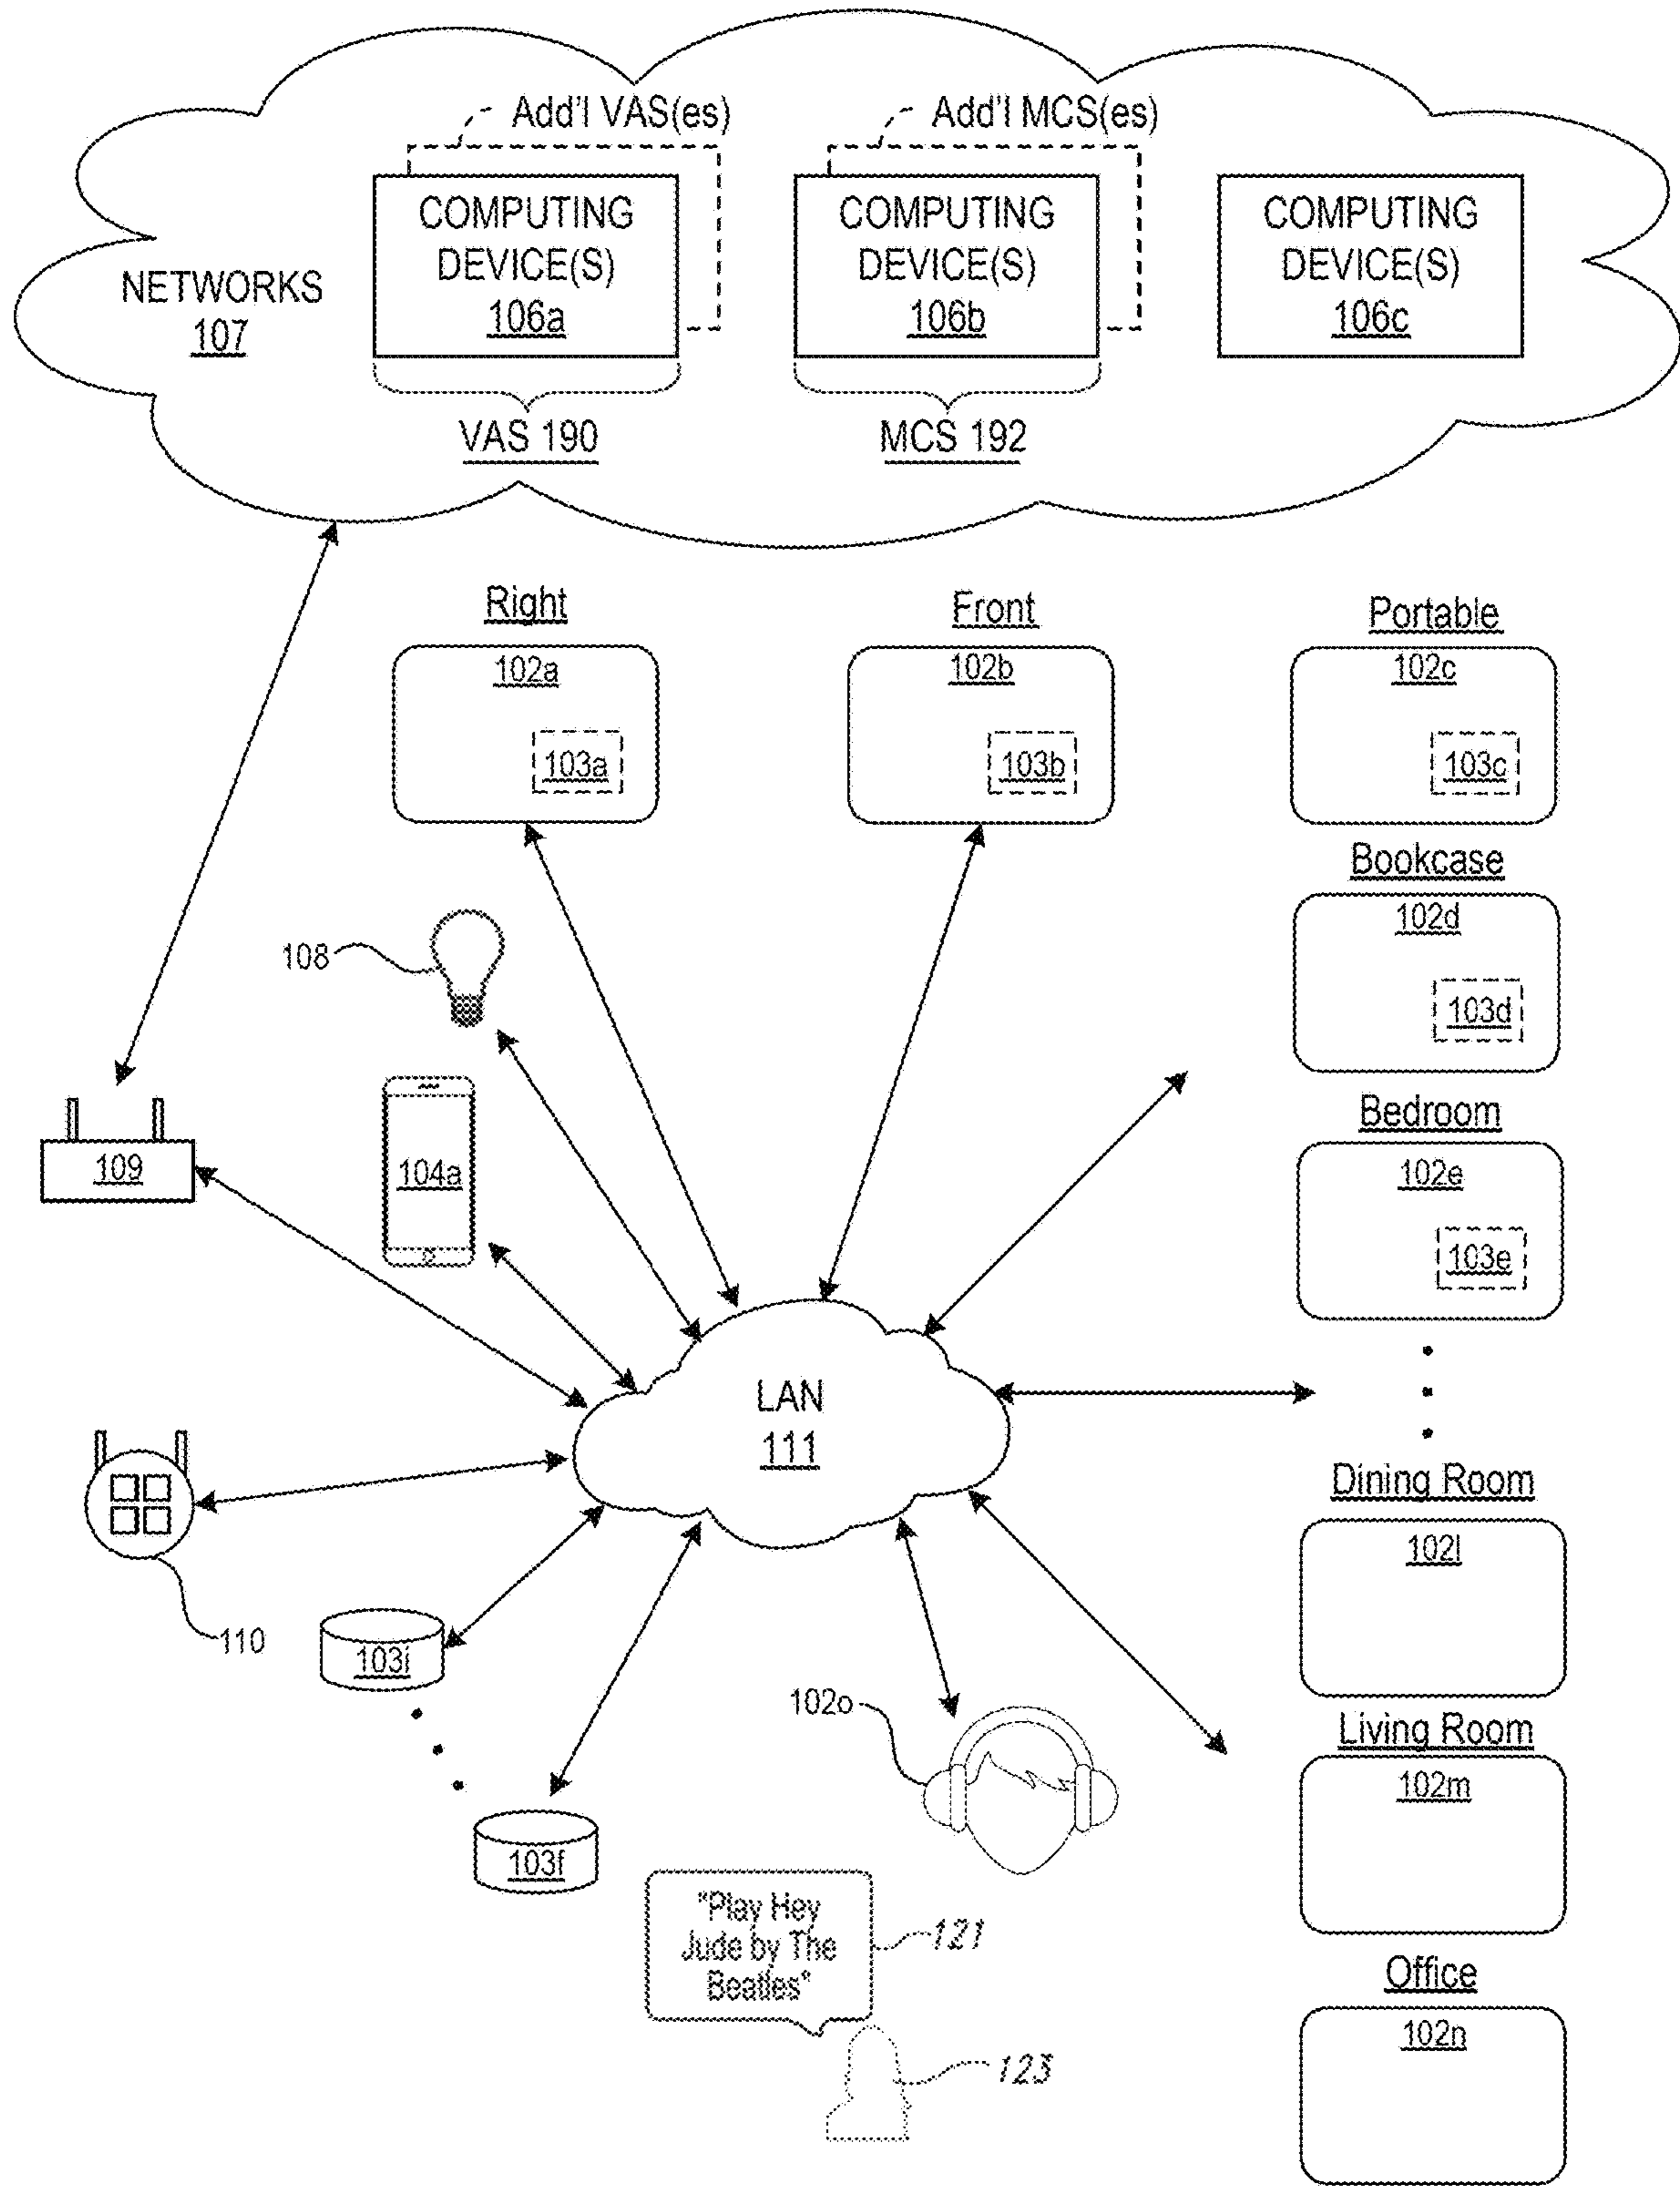 Add'l VAS(es)
Add'l MCS(es)
COMPUTING
DEVICE(S)
106a
COMPUTING
DEVICE(S)
106b
COMPUTING
DEVICE(S)
106c
NETWORKS
107
VAS 190
MCS 192
Right
102a
103a
Front
102b
103b
Portable
102c
103c
Bookcase
102d
103d
Bedroom
102e
103e
108
104a
109
LAN
111
110
103i
103f
102o
Dining Room
102l
Living Room
102m
Office
102n
"Play Hey
Jude by The
Beatles"
121
123